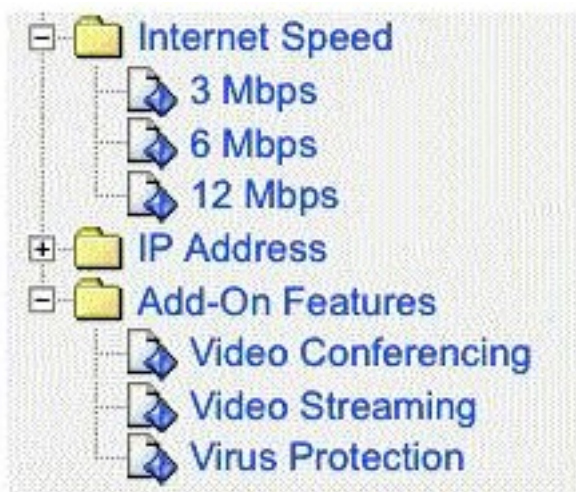 Internet Speed
3 Mbps
6 Mbps
12 Mbps
IP Address
Add-On Features
Video Conferencing
Video Streaming
Virus Protection